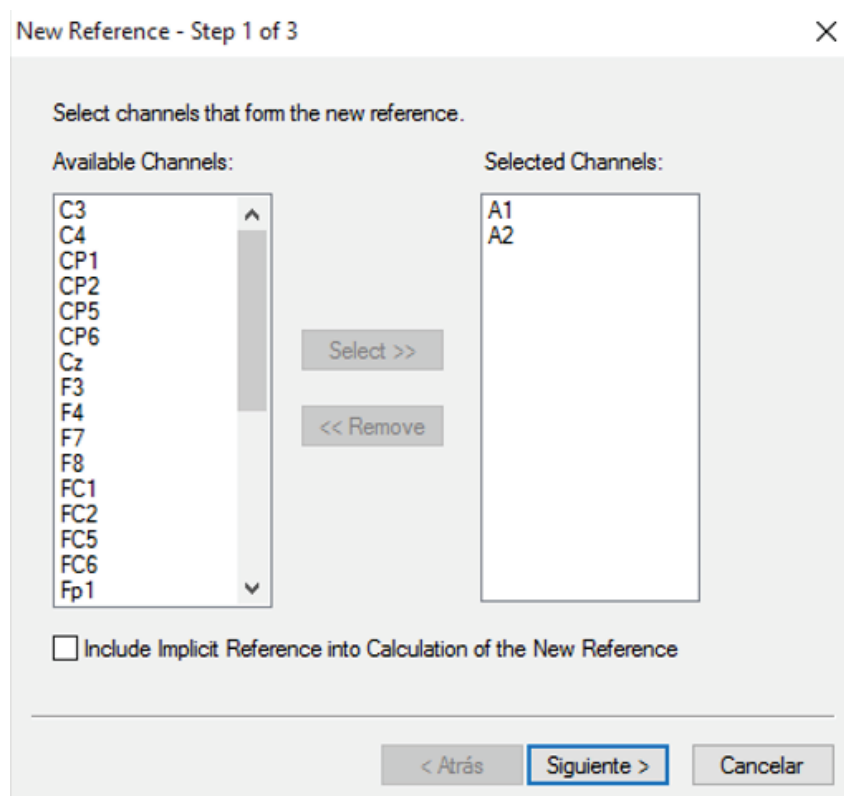 New Reference - Step 1 of 3
Select channels that form the new reference.
Available Channels:
C3
C4
CP1
CP2
CP5
CP6
Cz
F3
F4
F7
F8
FC1
FC2
FC5
FC6
Fp1
Select >>
<< Remove
Selected Channels:
A1
A2
Include Implicit Reference into Calculation of the New Reference
< Atrás
Siguiente >
Cancelar